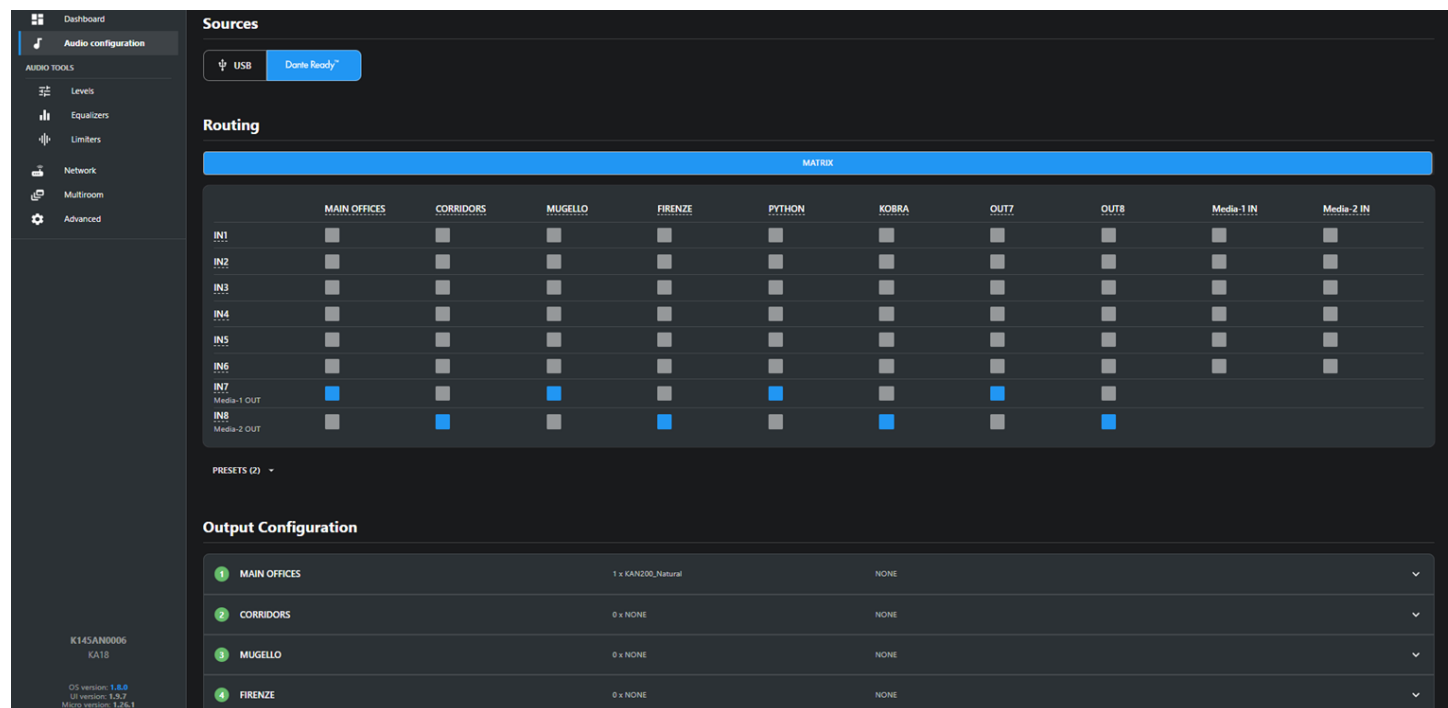 Dashboard
Audio configuration
AUDIO TOOLS
Levels
Equalizers
Limiters
Network
Multiroom
Advanced
K145AN0006
KA18
OS version: 1.8.0
UI version: 1.9.7
Micro version: 1.26.1
Sources
USB Dante Ready™
Routing
MATRIX
MAIN OFFICES CORRIDORS MUGELLO FIRENZE PYTHON KOBRA OUT7 OUT8 Media-1 IN Media-2 IN
IN1
IN2
IN3
IN4
IN5
IN6
IN7
Media-1 OUT
IN8
Media-2 OUT
PRESETS (2)
Output Configuration
1 MAIN OFFICES 1 x KAN200_Natural NONE
2 CORRIDORS 0 x NONE NONE
3 MUGELLO 0 x NONE NONE
4 FIRENZE 0 x NONE NONE